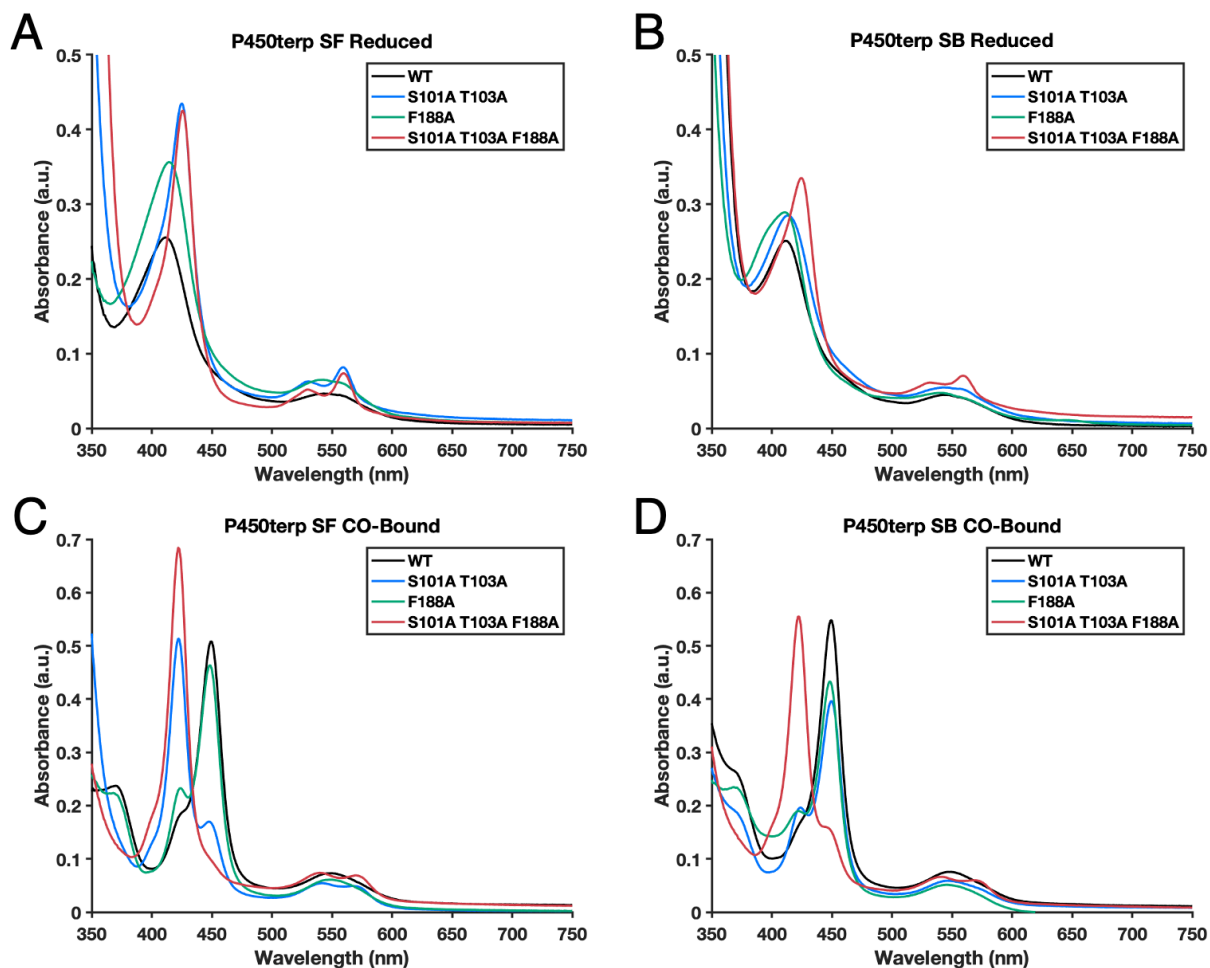 A
P450terp SF Reduced
WT
S101A T103A
F188A
S101A T103A F188A
Absorbance (a.u.)
0.5
0.4
0.3
0.2
0.1
0
350 400 450 500 550 600 650 700 750
Wavelength (nm)
B
P450terp SB Reduced
WT
S101A T103A
F188A
S101A T103A F188A
Absorbance (a.u.)
0.5
0.4
0.3
0.2
0.1
0
350 400 450 500 550 600 650 700 750
Wavelength (nm)
C
P450terp SF CO-Bound
WT
S101A T103A
F188A
S101A T103A F188A
Absorbance (a.u.)
0.7
0.6
0.5
0.4
0.3
0.2
0.1
0
350 400 450 500 550 600 650 700 750
Wavelength (nm)
D
P450terp SB CO-Bound
WT
S101A T103A
F188A
S101A T103A F188A
Absorbance (a.u.)
0.7
0.6
0.5
0.4
0.3
0.2
0.1
0
350 400 450 500 550 600 650 700 750
Wavelength (nm)